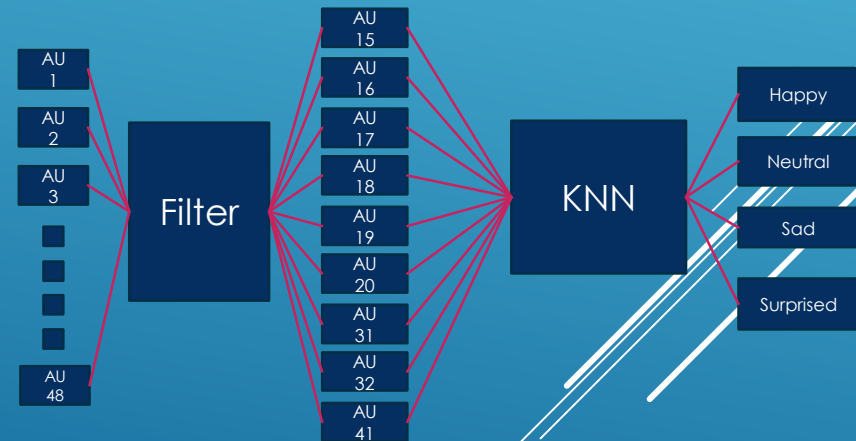 AU
1
AU
2
AU
3
AU
48
Filter
AU
15
AU
16
AU
17
AU
18
AU
19
AU
20
AU
31
AU
32
AU
41
KNN
Happy
Neutral
Sad
Surprised